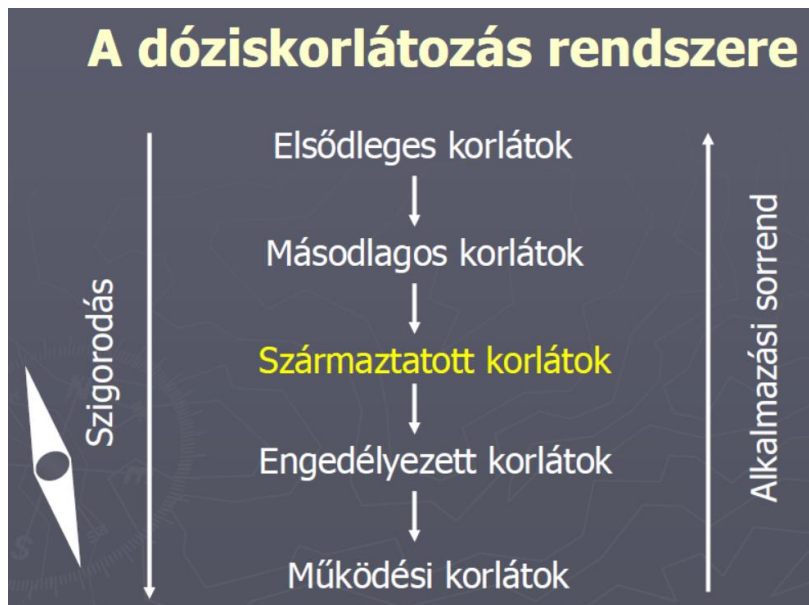 A dóziskorlátozás rendszere
Elsődleges korlátok
Másodlagos korlátok
Származtatott korlátok
Engedélyezett korlátok
Működési korlátok
Szigorodás
Alkalmazási sorrend